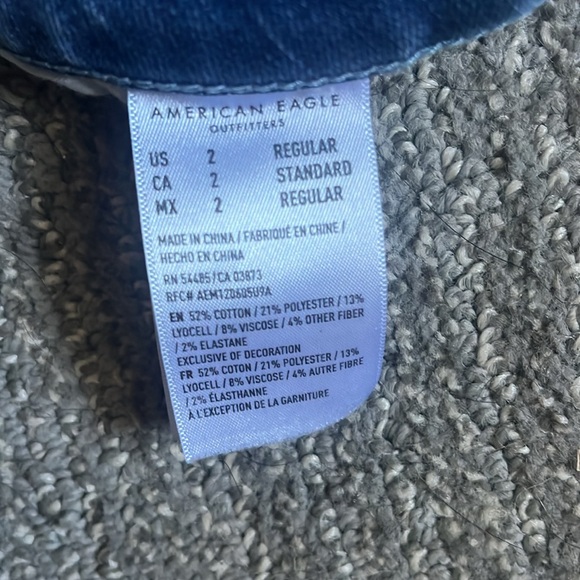 AMERICAN EAGLE
OUTFITTERS
US 2 REGULAR
CA 2 STANDARD
MX 2 REGULAR
MADE IN CHINA / FABRIQUÉ EN CHINE /
HECHO EN CHINA
RN 54485/CA 03873
RFC# AEM120605U9A
EN 52% COTTON / 21% POLYESTER / 13%
LYOCELL / 8% VISCOSE / 4% OTHER FIBER
/ 2% ELASTANE
EXCLUSIVE OF DECORATION
FR 52% COTON / 21% POLYESTER / 13%
LYOCELL / 8% VISCOSE / 4% AUTRE FIBRE
/ 2% ÉLASTHANNE
À L'EXCEPTION DE LA GARNITURE